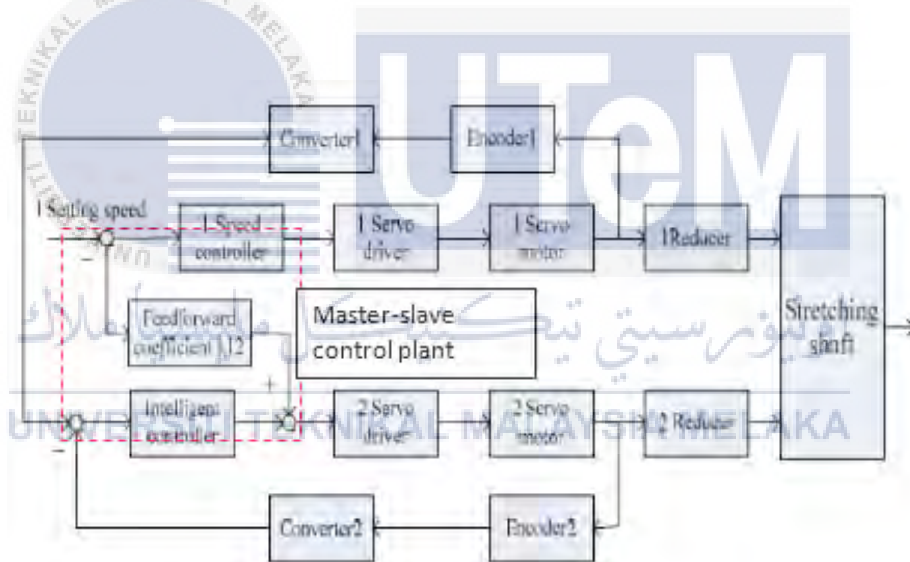 UTeM
Converter1
Encoder1
1 Setting speed
1 Speed
controller
1 Servo
driver
1 Servo
motor
1Reducer
Stretching
shaft
Feedforward
coefficient
Master-slave
control plant
Intelligent
controller
2 Servo
driver
2 Servo
motor
2 Reducer
UNIVERSITI TEKNIKAL MALAYSIA MELAKA
Converter2
Encoder2